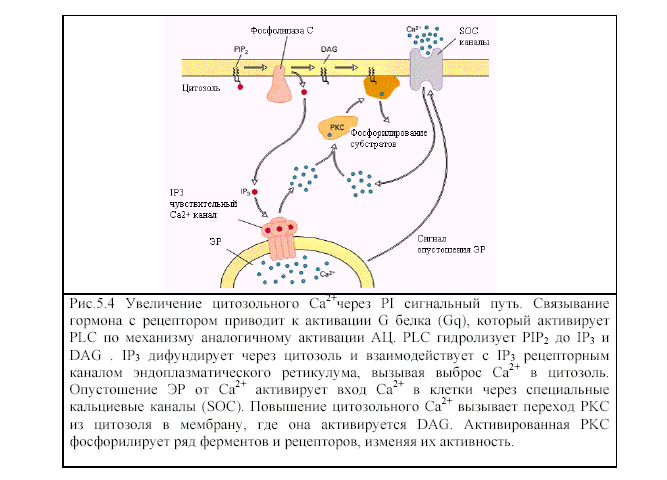 Фосфолипаза С
Ca²⁺
SOC
каналы
PIP₂
DAG
Цитозоль
PKC
Фосфорилирование
субстратов
IP3
чувствительный
Ca2+ канал
IP₃
ЭР
Сигнал
опустошения ЭР
Ca²⁺
Рис.5.4 Увеличение цитозольного Ca²⁺через PI сигнальный путь. Связывание
гормона с рецептором приводит к активации G белка (Gq), который активирует
PLC по механизму аналогичному активации АЦ. PLC гидролизует PIP₂ до IP₃ и
DAG . IP₃ дифундирует через цитозоль и взаимодействует с IP₃ рецепторным
каналом эндоплазматического ретикулума, вызывая выброс Ca²⁺ в цитозоль.
Опустошение ЭР от Ca²⁺ активирует вход Ca²⁺ в клетки через специальные
кальциевые каналы (SOC). Повышение цитозольного Ca²⁺ вызывает переход PKC
из цитозоля в мембрану, где она активируется DAG. Активированная PKC
фосфорилирует ряд ферментов и рецепторов, изменяя их активность.